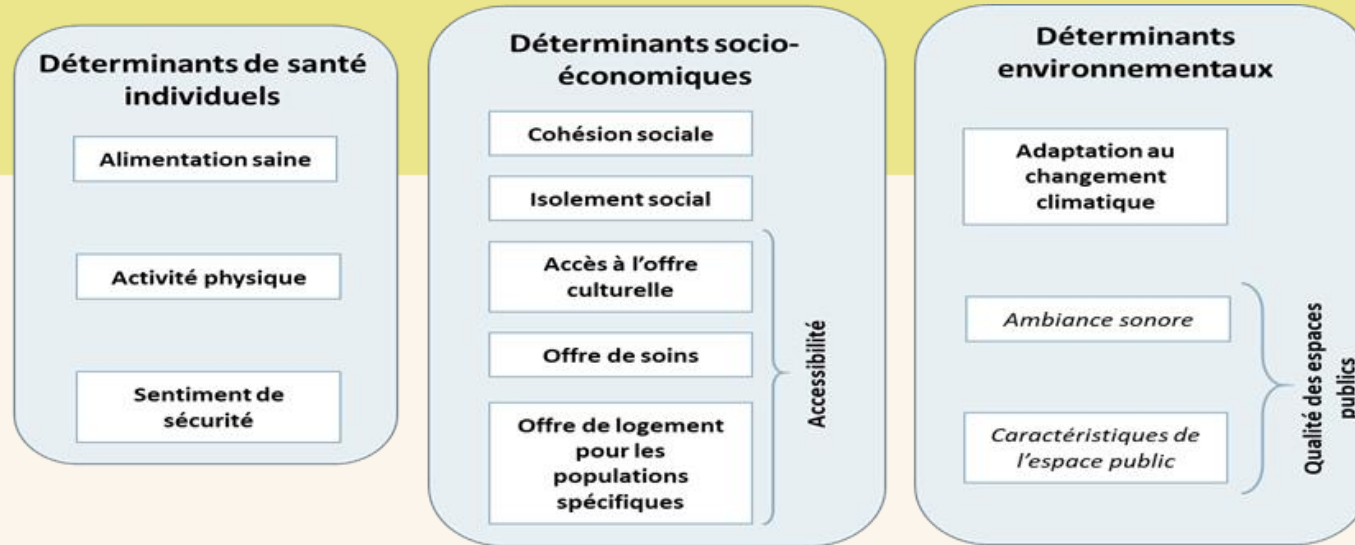 Déterminants de santé
individuels
Alimentation saine
Activité physique
Sentiment de
sécurité
Déterminants socio-
économiques
Cohésion sociale
Isolement social
Accès à l'offre
culturelle
Offre de soins
Offre de logement
pour les
populations
spécifiques
Accessibilité
Déterminants
environnementaux
Adaptation au
changement
climatique
Ambiance sonore
Caractéristiques de
l'espace public
Qualité des espaces
publics